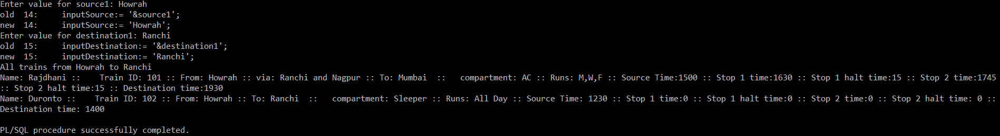 Enter value for source1: Howrah
old  14:     inputSource:= '&source1';
new  14:     inputSource:= 'Howrah';
Enter value for destination1: Ranchi
old  15:     inputDestination:= '&destination1';
new  15:     inputDestination:= 'Ranchi';
All trains from Howrah to Ranchi
Name: Rajdhani ::    Train ID: 101 :: From: Howrah :: via: Ranchi and Nagpur :: To: Mumbai  ::   compartment: AC :: Runs: M,W,F :: Source Time:1500 :: Stop 1 time:1630 :: Stop 1 halt time:15 :: Stop 2 time:1745
:: Stop 2 halt time:15 :: Destination time:1930
Name: Duronto ::    Train ID: 102 :: From: Howrah :: To: Ranchi  ::   compartment: Sleeper :: Runs: All Day :: Source Time: 1230 :: Stop 1 time:0 :: Stop 1 halt time:0 :: Stop 2 time:0 :: Stop 2 halt time: 0 ::
Destination time: 1400
PL/SQL procedure successfully completed.